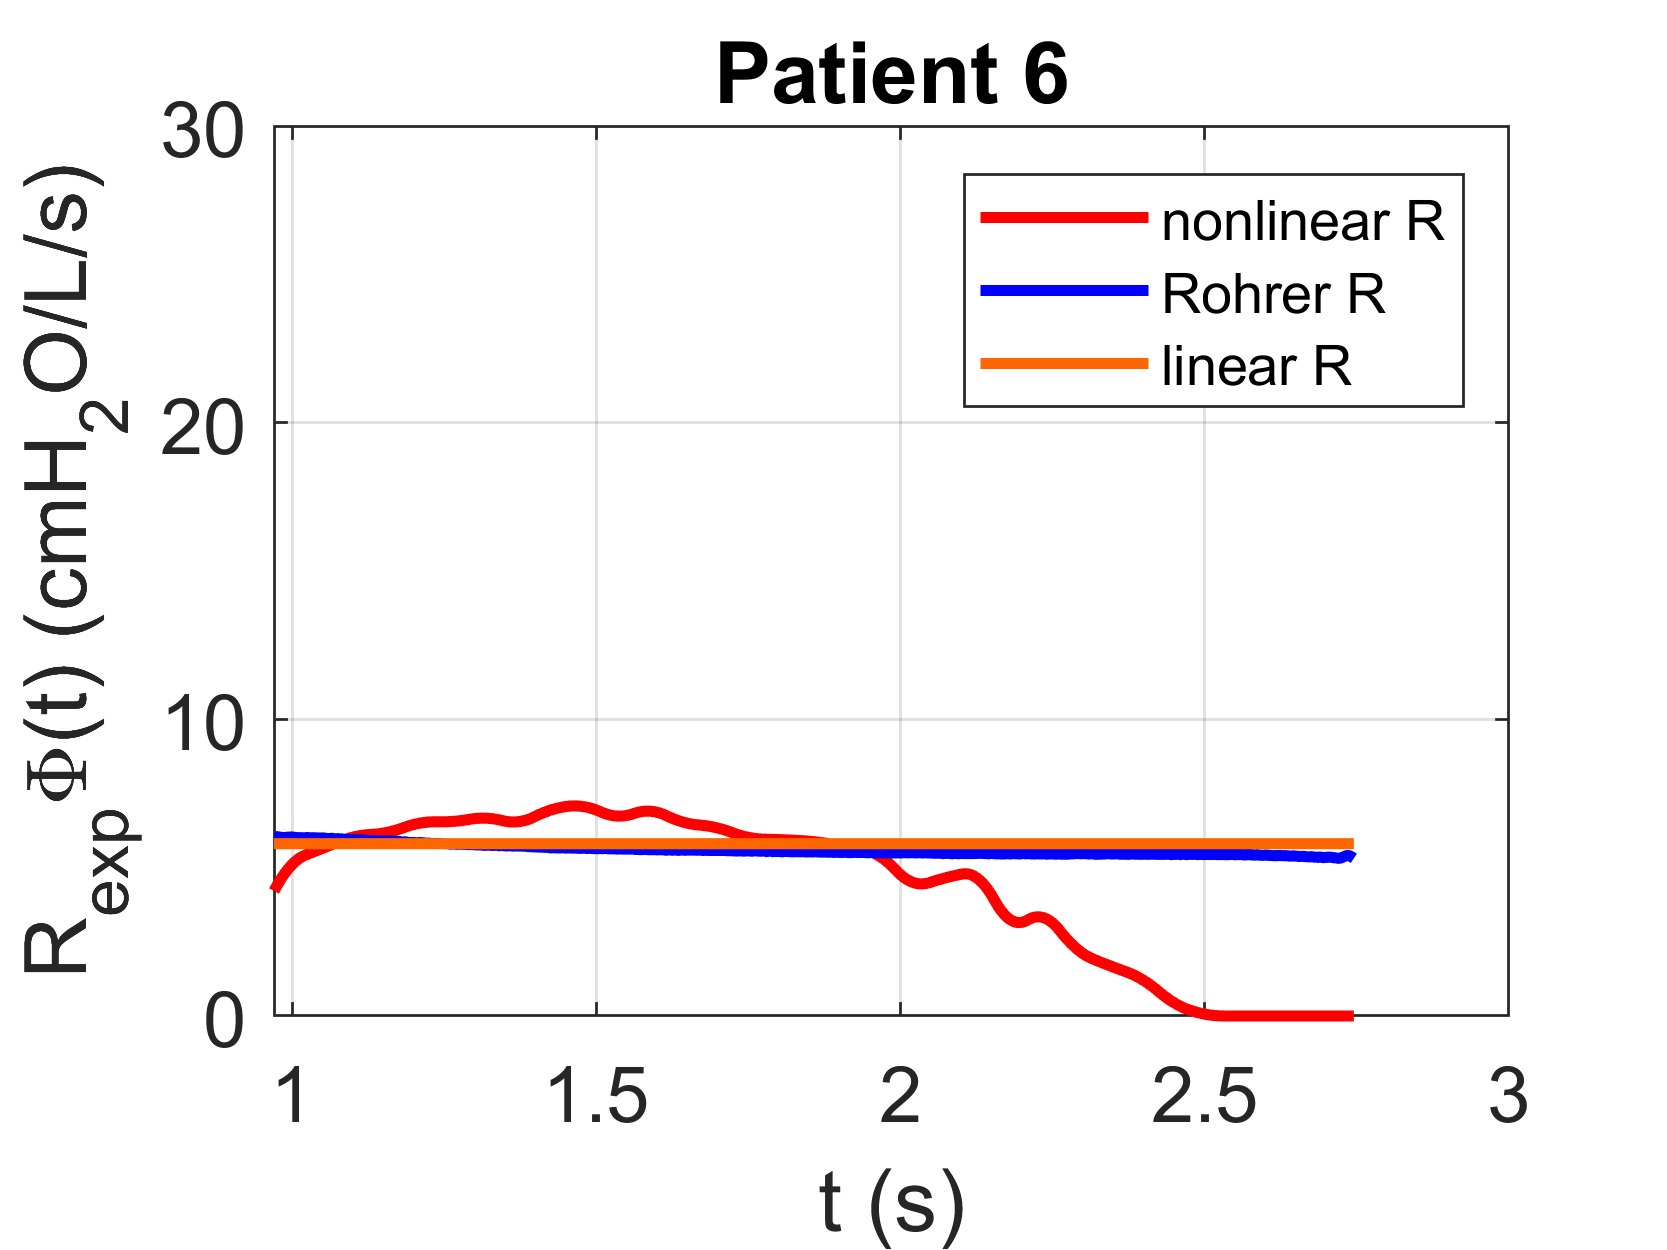 Patient 6
R_expΦ(t) (cmH₂O/L/s)
30
20
10
0
nonlinear R
Rohrer R
linear R
1 1.5 2 2.5 3
t (s)